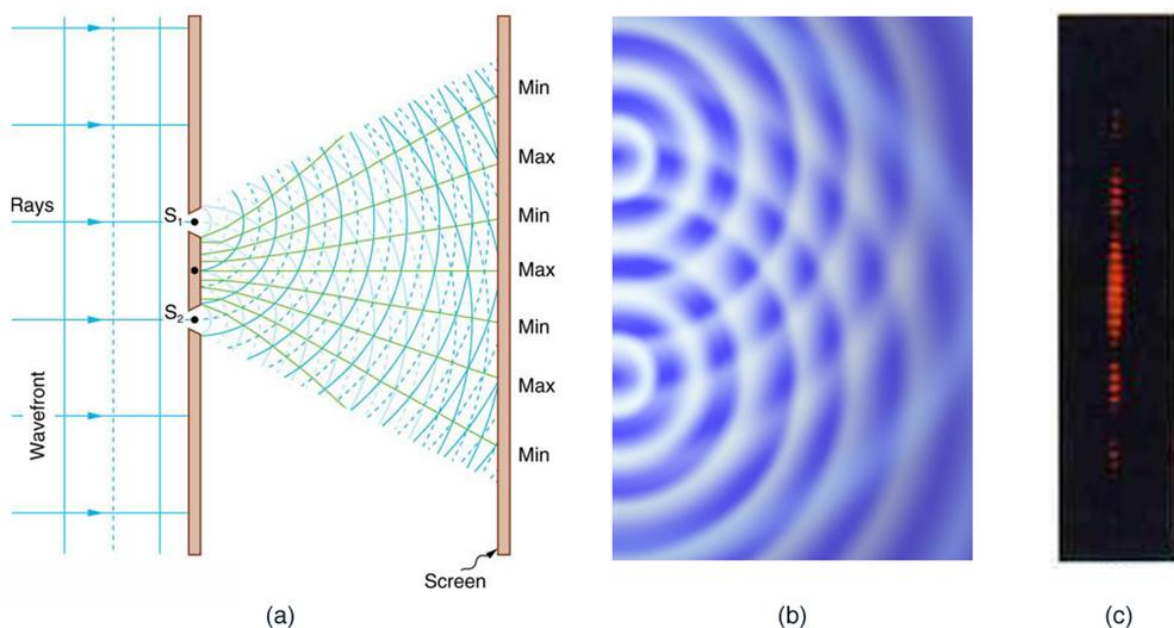 Rays
Wavefront
S1
S2
Min
Max
Min
Max
Min
Max
Min
Screen
(a)
(b)
(c)